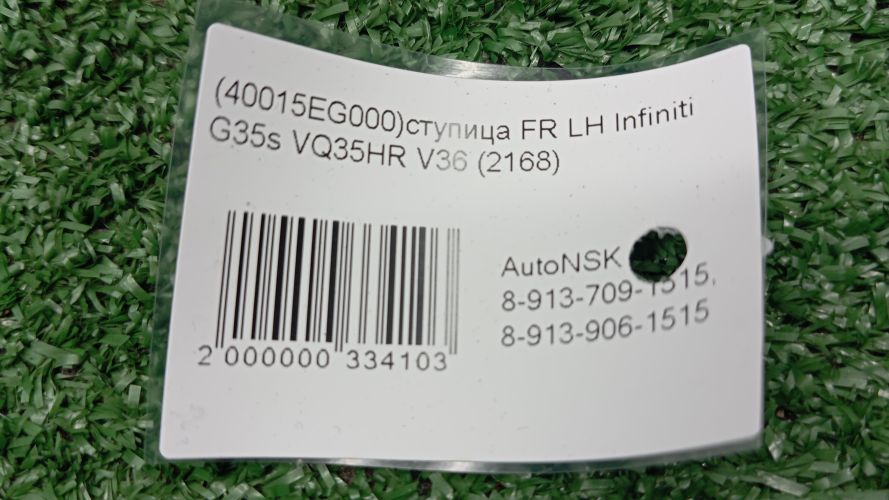 (40015EG000)ступица FR LH Infiniti
G35s VQ35HR V36 (2168)
AutoNSK
8-913-709-1515,
8-913-906-1515
2 000000 334103